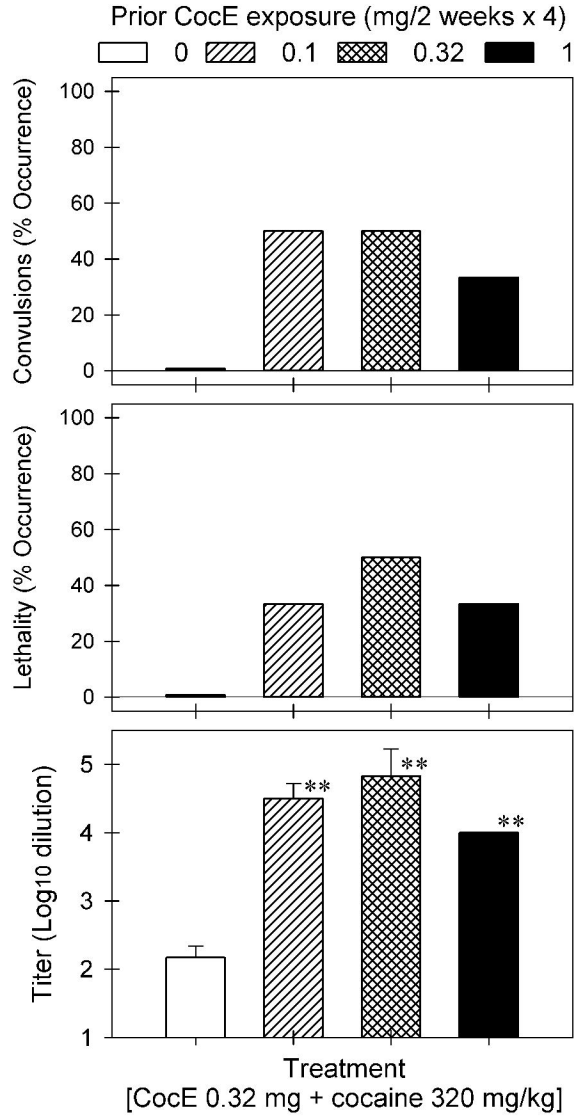 Prior CocE exposure (mg/2 weeks x 4)
0 0.1 0.32 1
Convulsions (% Occurrence)
100
80
60
40
20
0
Lethality (% Occurrence)
100
80
60
40
20
0
Titer (Log10 dilution)
5
4
3
2
1
** ** **
Treatment
[CocE 0.32 mg + cocaine 320 mg/kg]